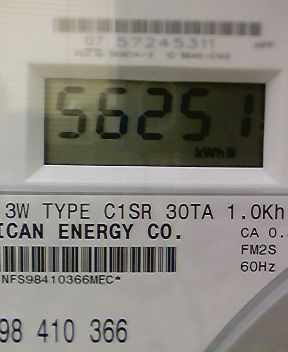 07 57245311
56251
kWh
3W TYPE C1SR 30TA 1.0Kh
ICAN ENERGY CO.
CA 0.
FM2S
60Hz
NFS98410366MEC*
98 410 366